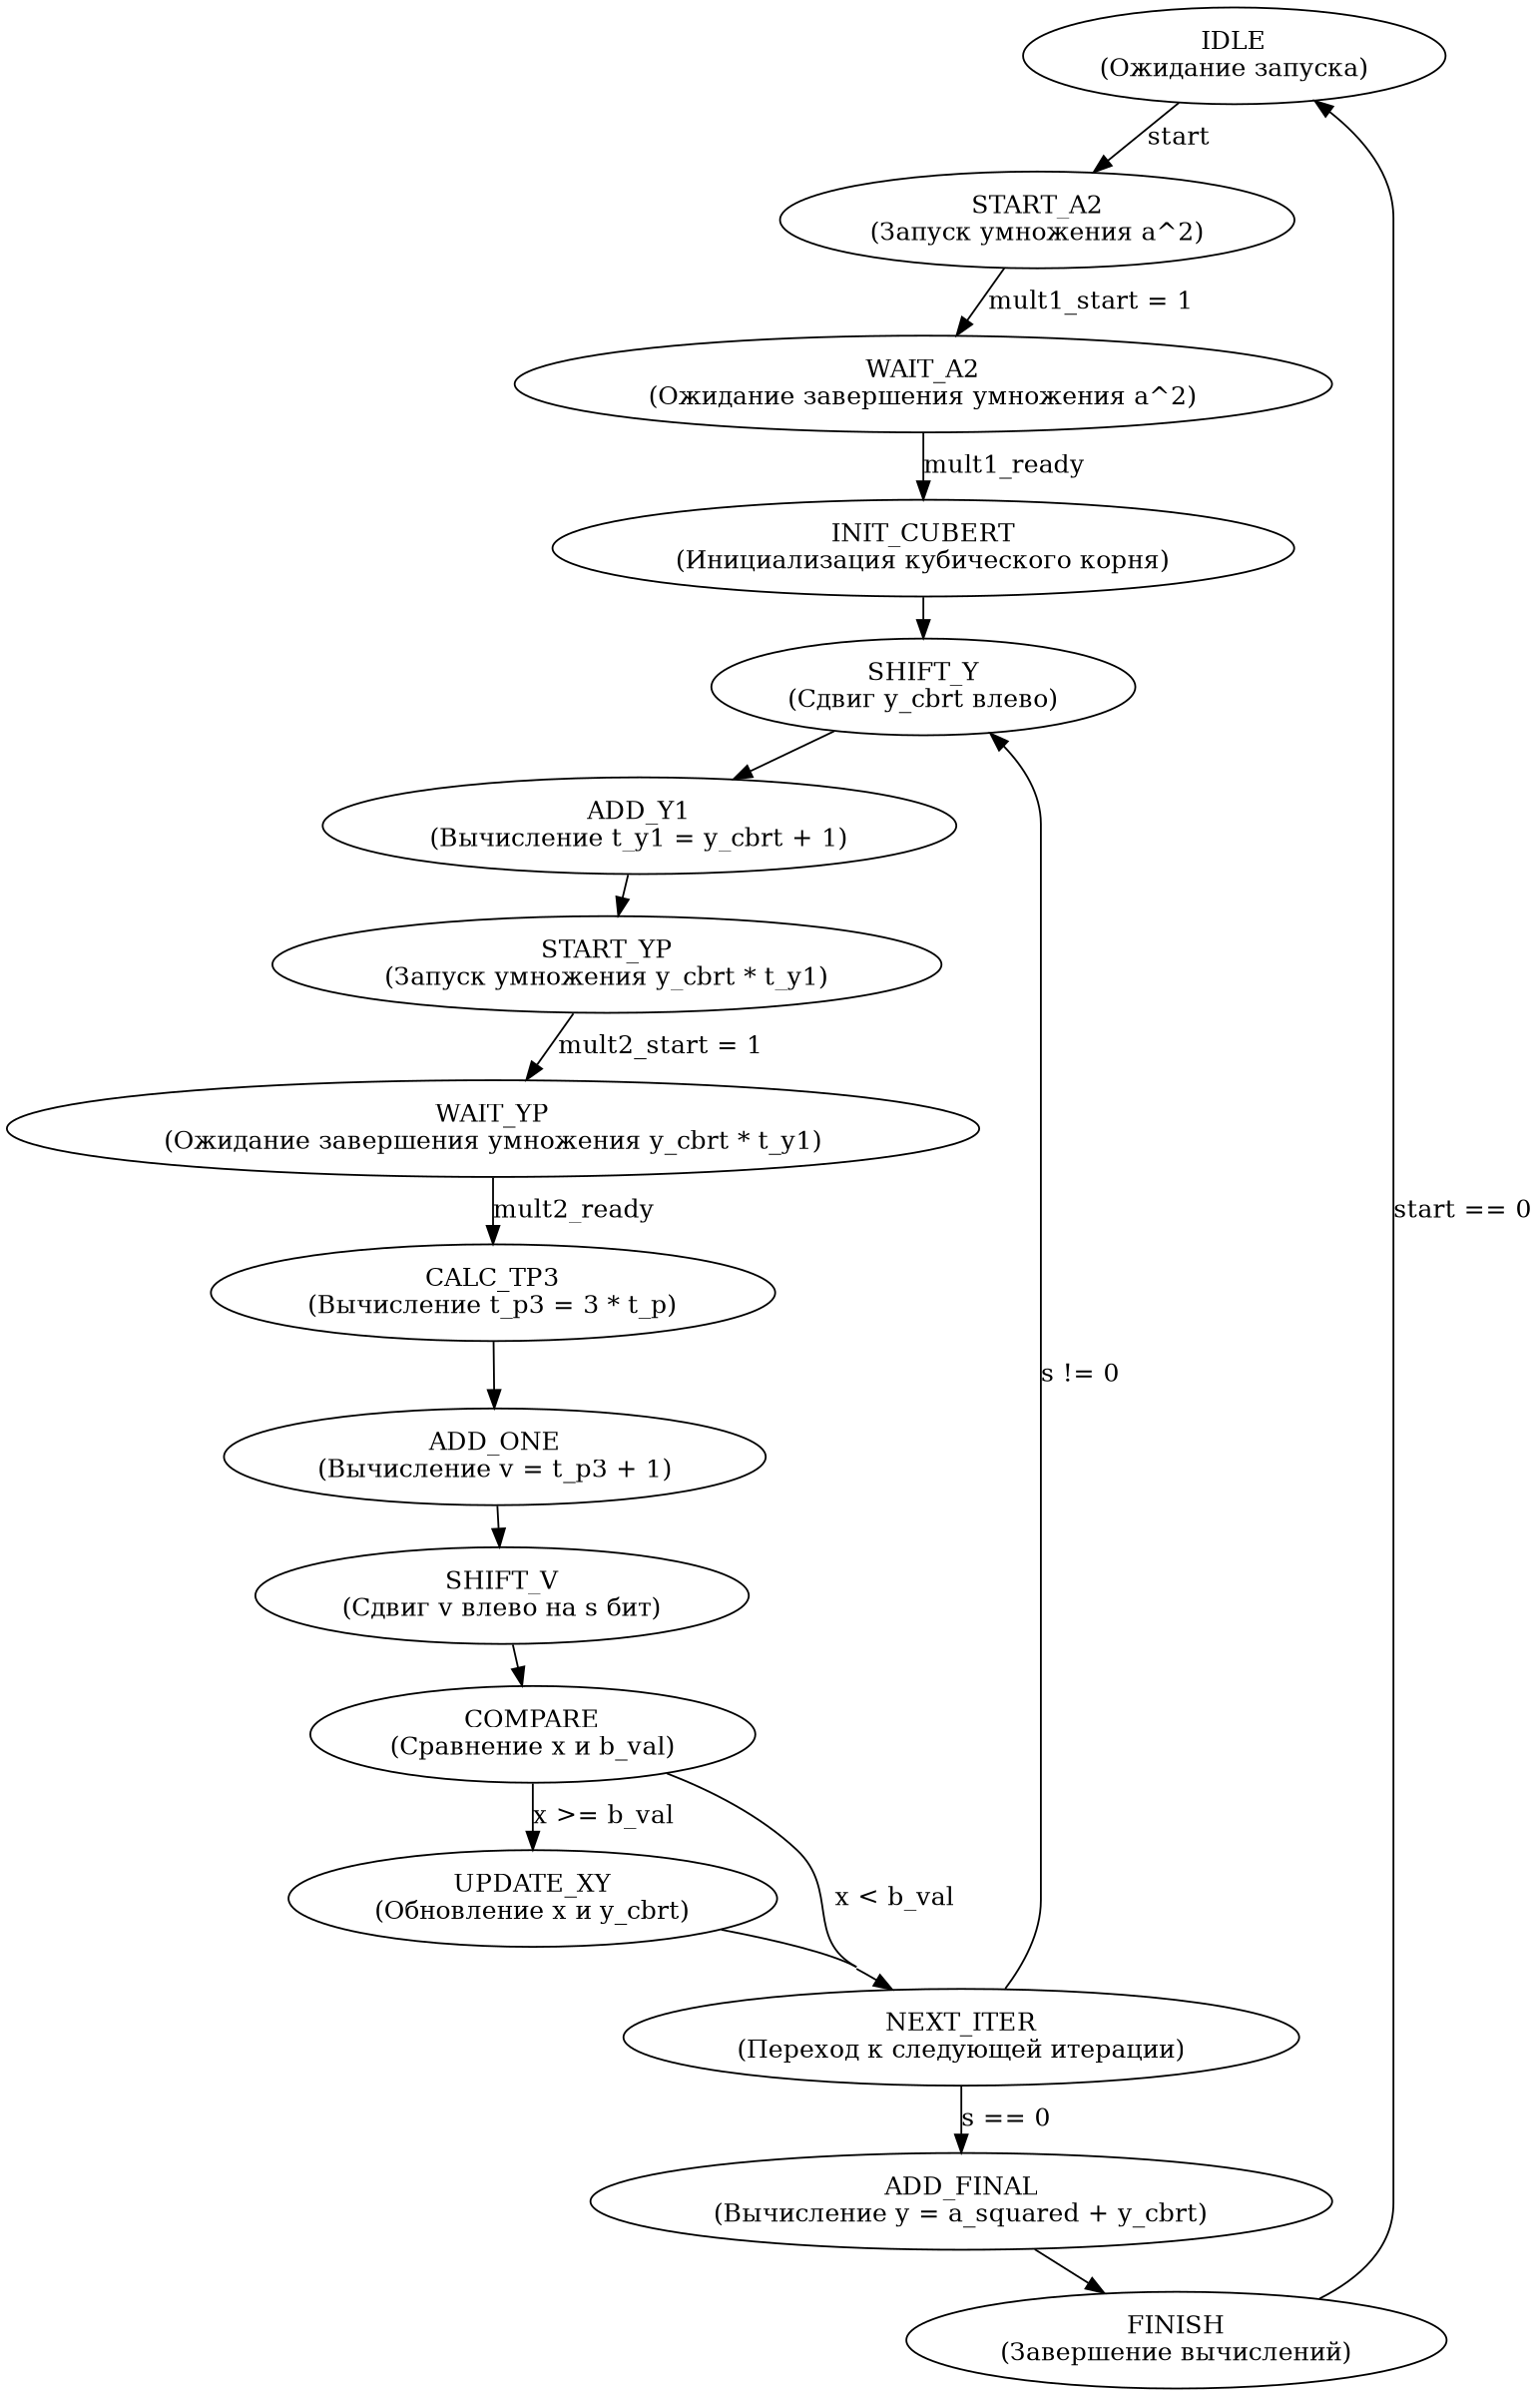 IDLE
(Ожидание запуска)
start
START_A2
(Запуск умножения a^2)
mult1_start = 1
WAIT_A2
(Ожидание завершения умножения a^2)
mult1_ready
INIT_CUBERT
(Инициализация кубического корня)
SHIFT_Y
(Сдвиг y_cbrt влево)
ADD_Y1
(Вычисление t_y1 = y_cbrt + 1)
START_YP
(Запуск умножения y_cbrt * t_y1)
mult2_start = 1
WAIT_YP
(Ожидание завершения умножения y_cbrt * t_y1)
mult2_ready
start == 0
CALC_TP3
(Вычисление t_p3 = 3 * t_p)
s != 0
ADD_ONE
(Вычисление v = t_p3 + 1)
SHIFT_V
(Сдвиг v влево на s бит)
COMPARE
(Сравнение x и b_val)
x >= b_val
UPDATE_XY
(Обновление x и y_cbrt)
x < b_val
NEXT_ITER
(Переход к следующей итерации)
s == 0
ADD_FINAL
(Вычисление y = a_squared + y_cbrt)
FINISH
(Завершение вычислений)